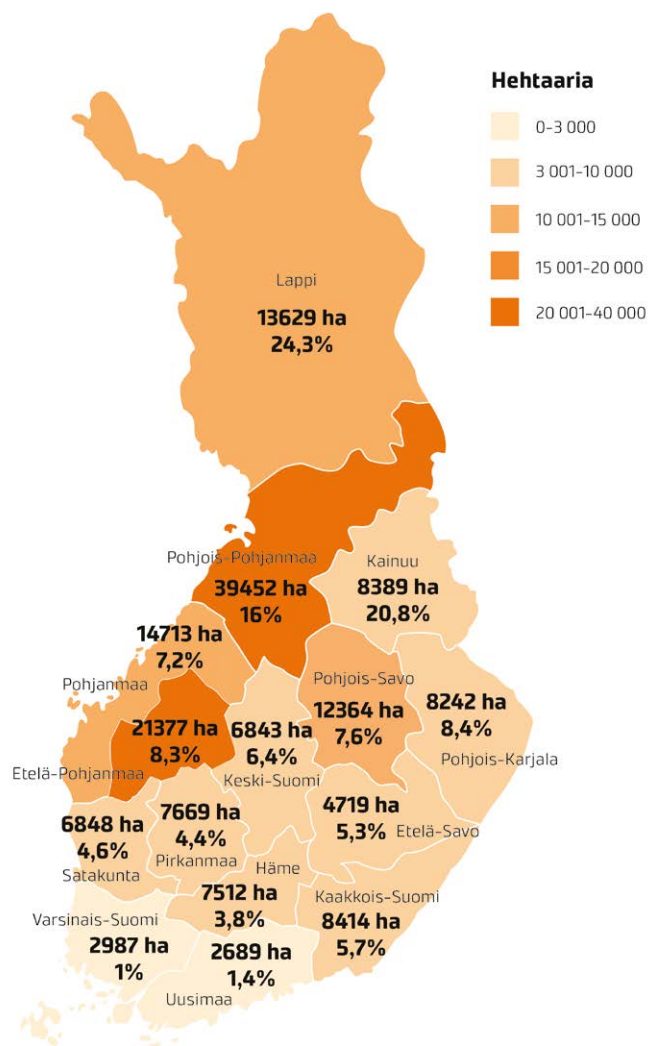 Hehtaaria
0-3 000
3 001-10 000
10 001-15 000
15 001-20 000
20 001-40 000
Lappi
13629 ha
24,3%
Pohjois-Pohjanmaa
39452 ha
16%
Kainuu
8389 ha
20,8%
14713 ha
7,2%
Pohjanmaa
21377 ha
8,3%
Etelä-Pohjanmaa
6843 ha
6,4%
Keski-Suomi
Pohjois-Savo
12364 ha
7,6%
8242 ha
8,4%
Pohjois-Karjala
6848 ha
4,6%
Satakunta
7669 ha
4,4%
Pirkanmaa
4719 ha
5,3%
Etelä-Savo
Häme
7512 ha
3,8%
Kaakkois-Suomi
8414 ha
5,7%
Varsinais-Suomi
2987 ha
1%
2689 ha
1,4%
Uusimaa